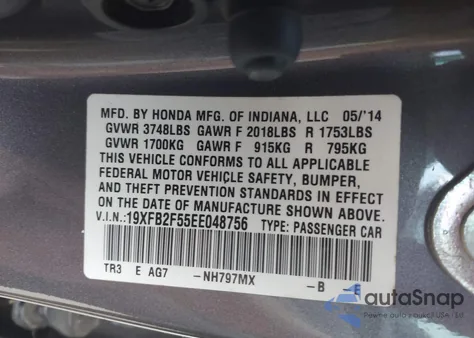 MFD. BY HONDA MFG. OF INDIANA, LLC 05/'14
GVWR 3748LBS GAWR F 2018LBS R 1753LBS
GVWR 1700KG GAWR F 915KG R 795KG
THIS VEHICLE CONFORMS TO ALL APPLICABLE
FEDERAL MOTOR VEHICLE SAFETY, BUMPER,
AND THEFT PREVENTION STANDARDS IN EFFECT
ON THE DATE OF MANUFACTURE SHOWN ABOVE.
V.I.N.:19XFB2F55EE048756 TYPE: PASSENGER CAR
TR3 E AG7 -NH797MX -B -E
autoSnap